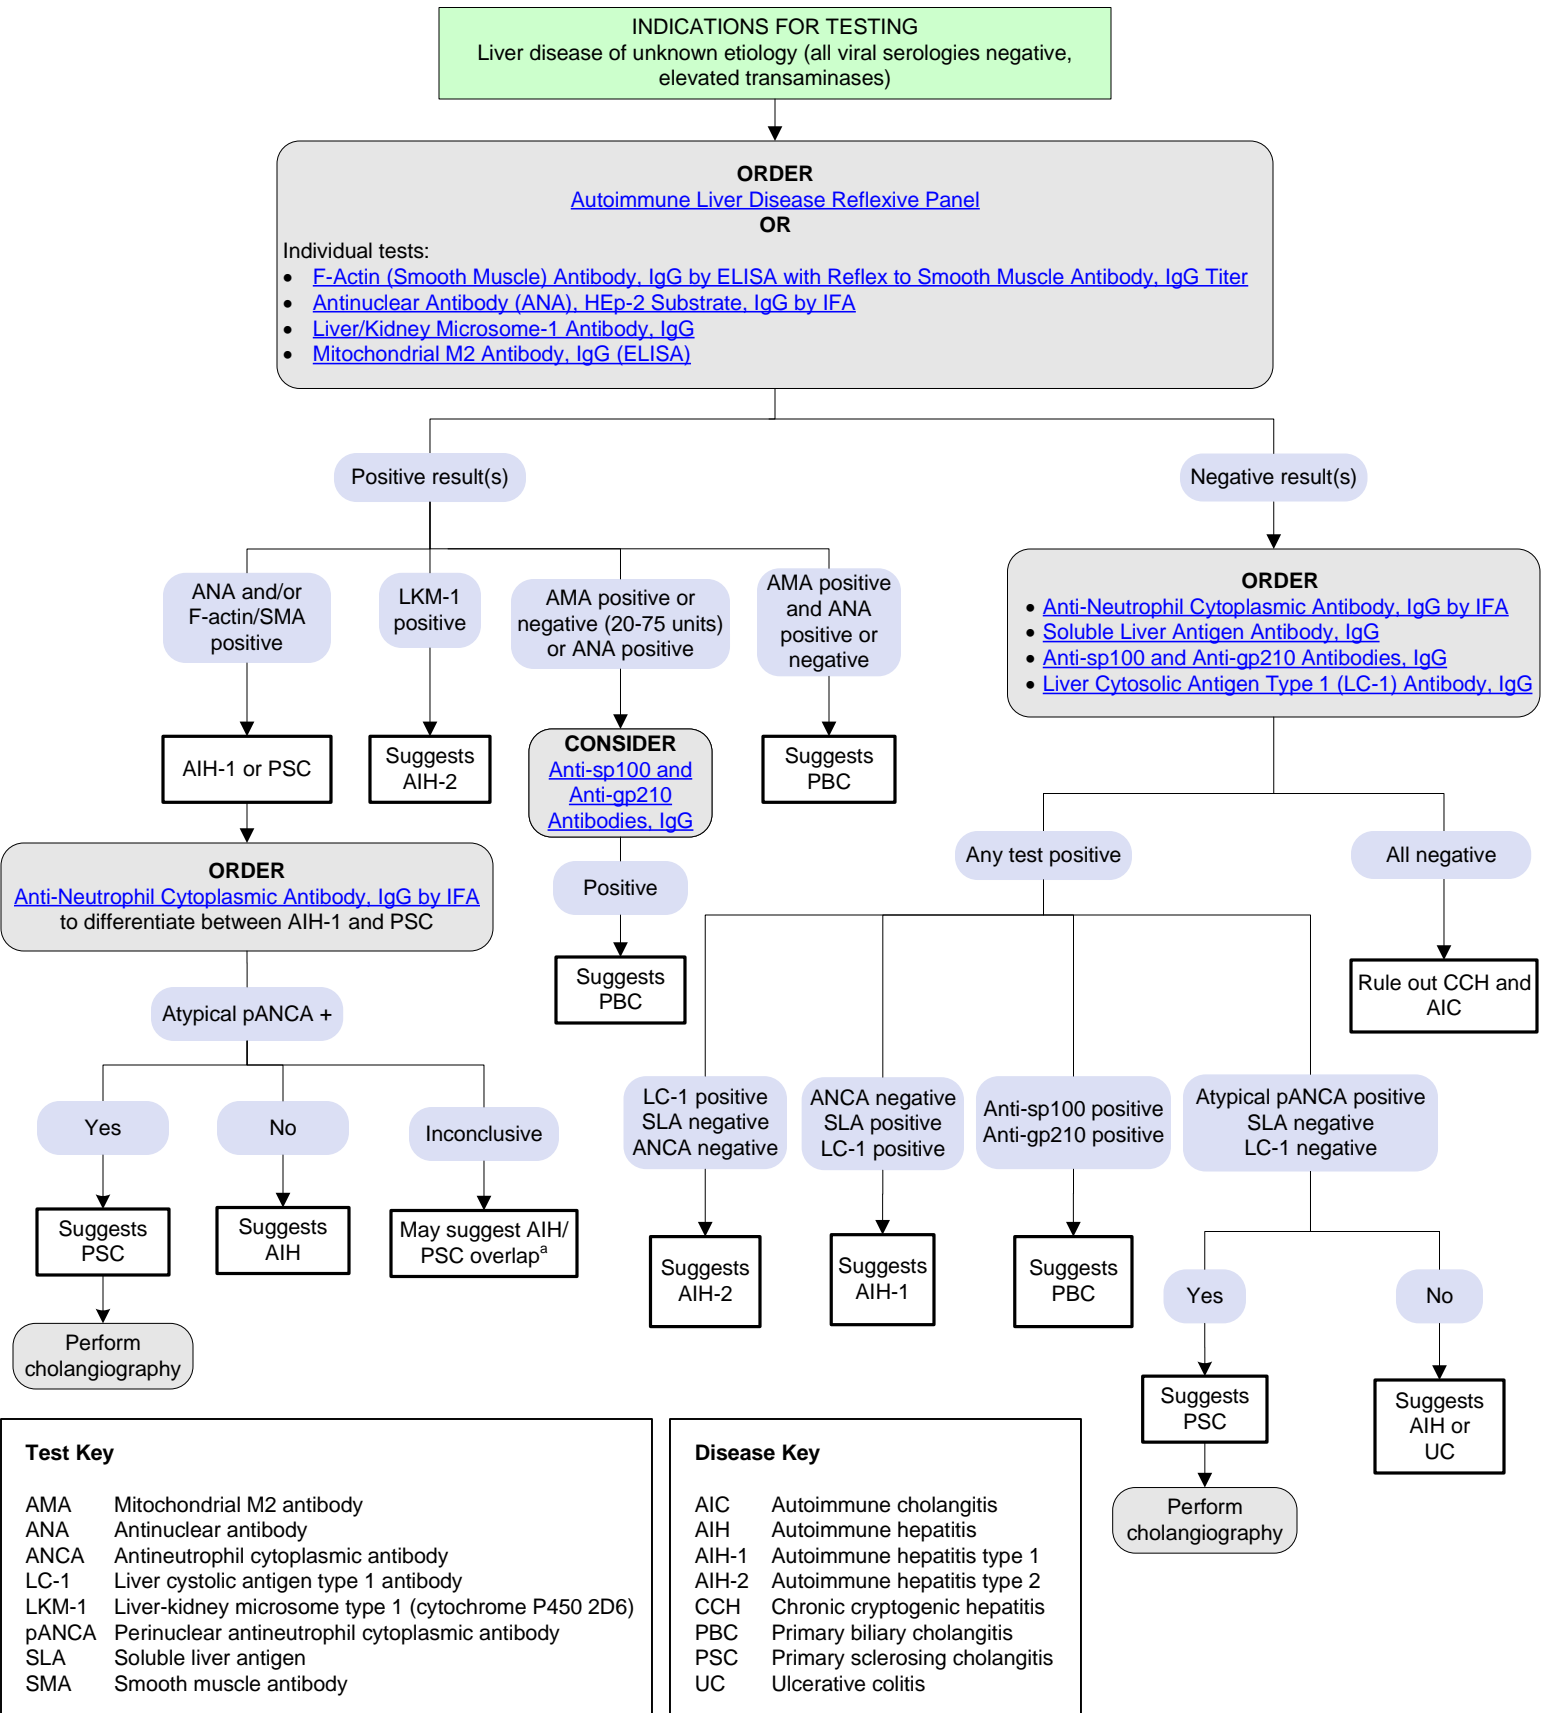 INDICATIONS FOR TESTING
Liver disease of unknown etiology (all viral serologies negative,
elevated transaminases)
ORDER
Autoimmune Liver Disease Reflexive Panel
OR
Individual tests:
• F-Actin (Smooth Muscle) Antibody, IgG by ELISA with Reflex to Smooth Muscle Antibody, IgG Titer
• Antinuclear Antibody (ANA), HEp-2 Substrate, IgG by IFA
• Liver/Kidney Microsome-1 Antibody, IgG
• Mitochondrial M2 Antibody, IgG (ELISA)
Positive result(s)
Negative result(s)
ANA and/or
F-actin/SMA
positive
LKM-1
positive
AMA positive or
negative (20-75 units)
or ANA positive
AMA positive
and ANA
positive or
negative
ORDER
• Anti-Neutrophil Cytoplasmic Antibody, IgG by IFA
• Soluble Liver Antigen Antibody, IgG
• Anti-sp100 and Anti-gp210 Antibodies, IgG
• Liver Cytosolic Antigen Type 1 (LC-1) Antibody, IgG
AIH-1 or PSC
Suggests
AIH-2
CONSIDER
Anti-sp100 and
Anti-gp210
Antibodies, IgG
Suggests
PBC
ORDER
Anti-Neutrophil Cytoplasmic Antibody, IgG by IFA
to differentiate between AIH-1 and PSC
Positive
Any test positive
All negative
Suggests
PBC
Rule out CCH and
AIC
Atypical pANCA +
Yes
No
Inconclusive
LC-1 positive
SLA negative
ANCA negative
ANCA negative
SLA positive
LC-1 positive
Anti-sp100 positive
Anti-gp210 positive
Atypical pANCA positive
SLA negative
LC-1 negative
Suggests
PSC
Suggests
AIH
May suggest AIH/
PSC overlapᵃ
Suggests
AIH-2
Suggests
AIH-1
Suggests
PBC
Yes
No
Perform
cholangiography
Suggests
PSC
Suggests
AIH or
UC
Perform
cholangiography
Test Key
AMA Mitochondrial M2 antibody
ANA Antinuclear antibody
ANCA Antineutrophil cytoplasmic antibody
LC-1 Liver cystolic antigen type 1 antibody
LKM-1 Liver-kidney microsome type 1 (cytochrome P450 2D6)
pANCA Perinuclear antineutrophil cytoplasmic antibody
SLA Soluble liver antigen
SMA Smooth muscle antibody
Disease Key
AIC Autoimmune cholangitis
AIH Autoimmune hepatitis
AIH-1 Autoimmune hepatitis type 1
AIH-2 Autoimmune hepatitis type 2
CCH Chronic cryptogenic hepatitis
PBC Primary biliary cholangitis
PSC Primary sclerosing cholangitis
UC Ulcerative colitis